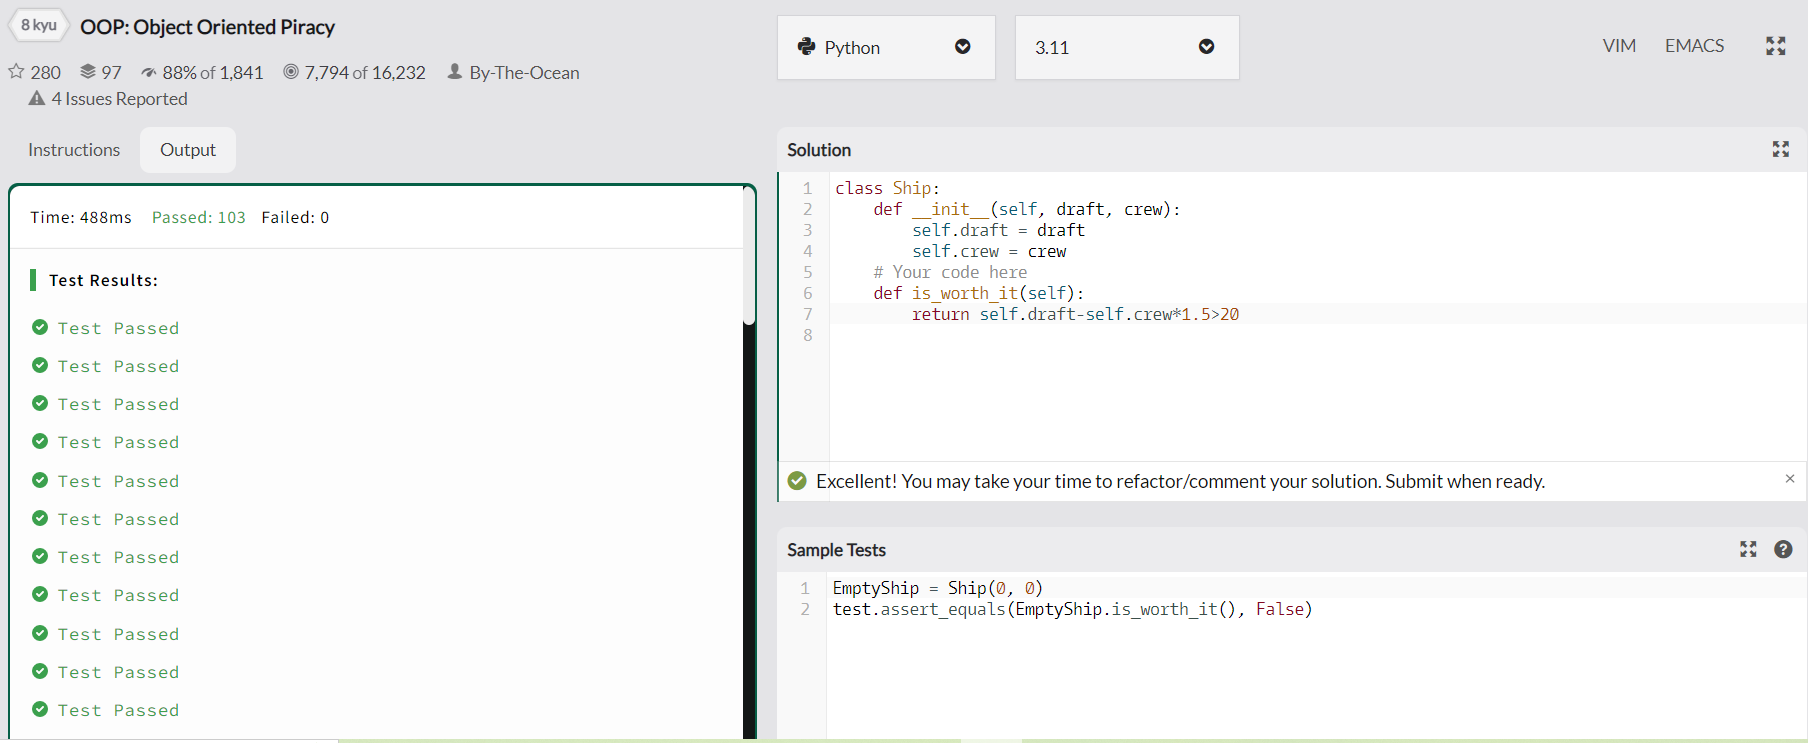 8 kyu
OOP: Object Oriented Piracy
280 97 88% of 1,841 7,794 of 16,232 By-The-Ocean
4 Issues Reported
Python
3.11
VIM EMACS
Instructions Output
Time: 488ms Passed: 103 Failed: 0
Test Results:
Test Passed
Test Passed
Test Passed
Test Passed
Test Passed
Test Passed
Test Passed
Test Passed
Test Passed
Test Passed
Test Passed
Solution
1 class Ship:
2     def __init__(self, draft, crew):
3         self.draft = draft
4         self.crew = crew
5     # Your code here
6     def is_worth_it(self):
7         return self.draft-self.crew*1.5>20
8
Excellent! You may take your time to refactor/comment your solution. Submit when ready. ×
Sample Tests
1 EmptyShip = Ship(0, 0)
2 test.assert_equals(EmptyShip.is_worth_it(), False)